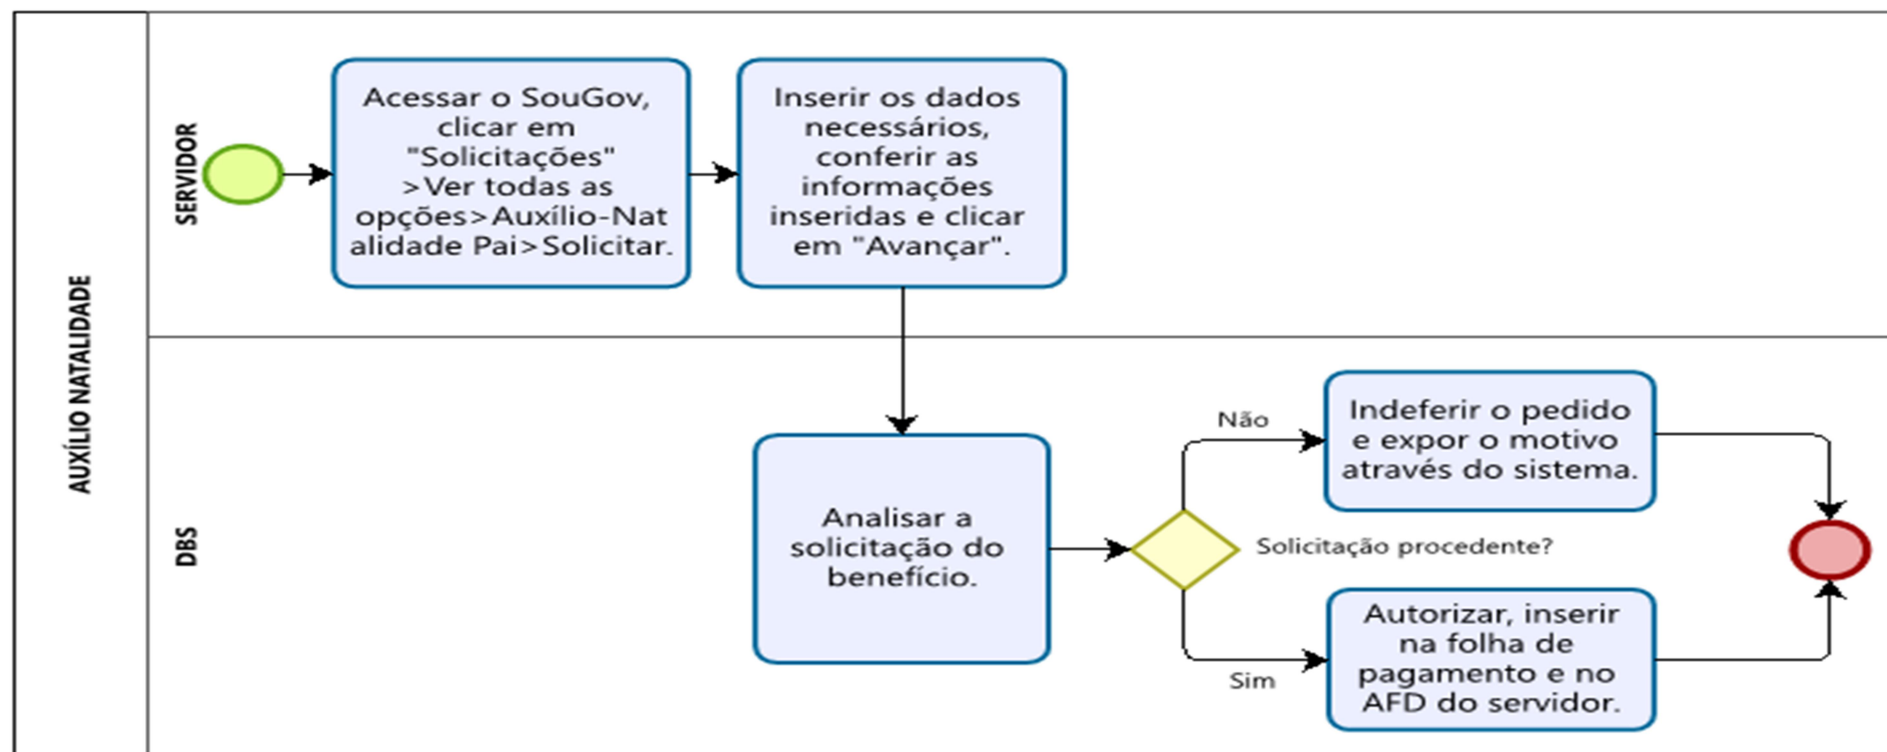 AUXÍLIO NATALIDADE
SERVIDOR
Acessar o SouGov,
clicar em
"Solicitações"
>Ver todas as
opções>Auxílio-Nat
alidade Pai>Solicitar.
Inserir os dados
necessários,
conferir as
informações
inseridas e clicar
em "Avançar".
DBS
Analisar a
solicitação do
benefício.
Solicitação procedente?
Não
Indeferir o pedido
e expor o motivo
através do sistema.
Sim
Autorizar, inserir
na folha de
pagamento e no
AFD do servidor.